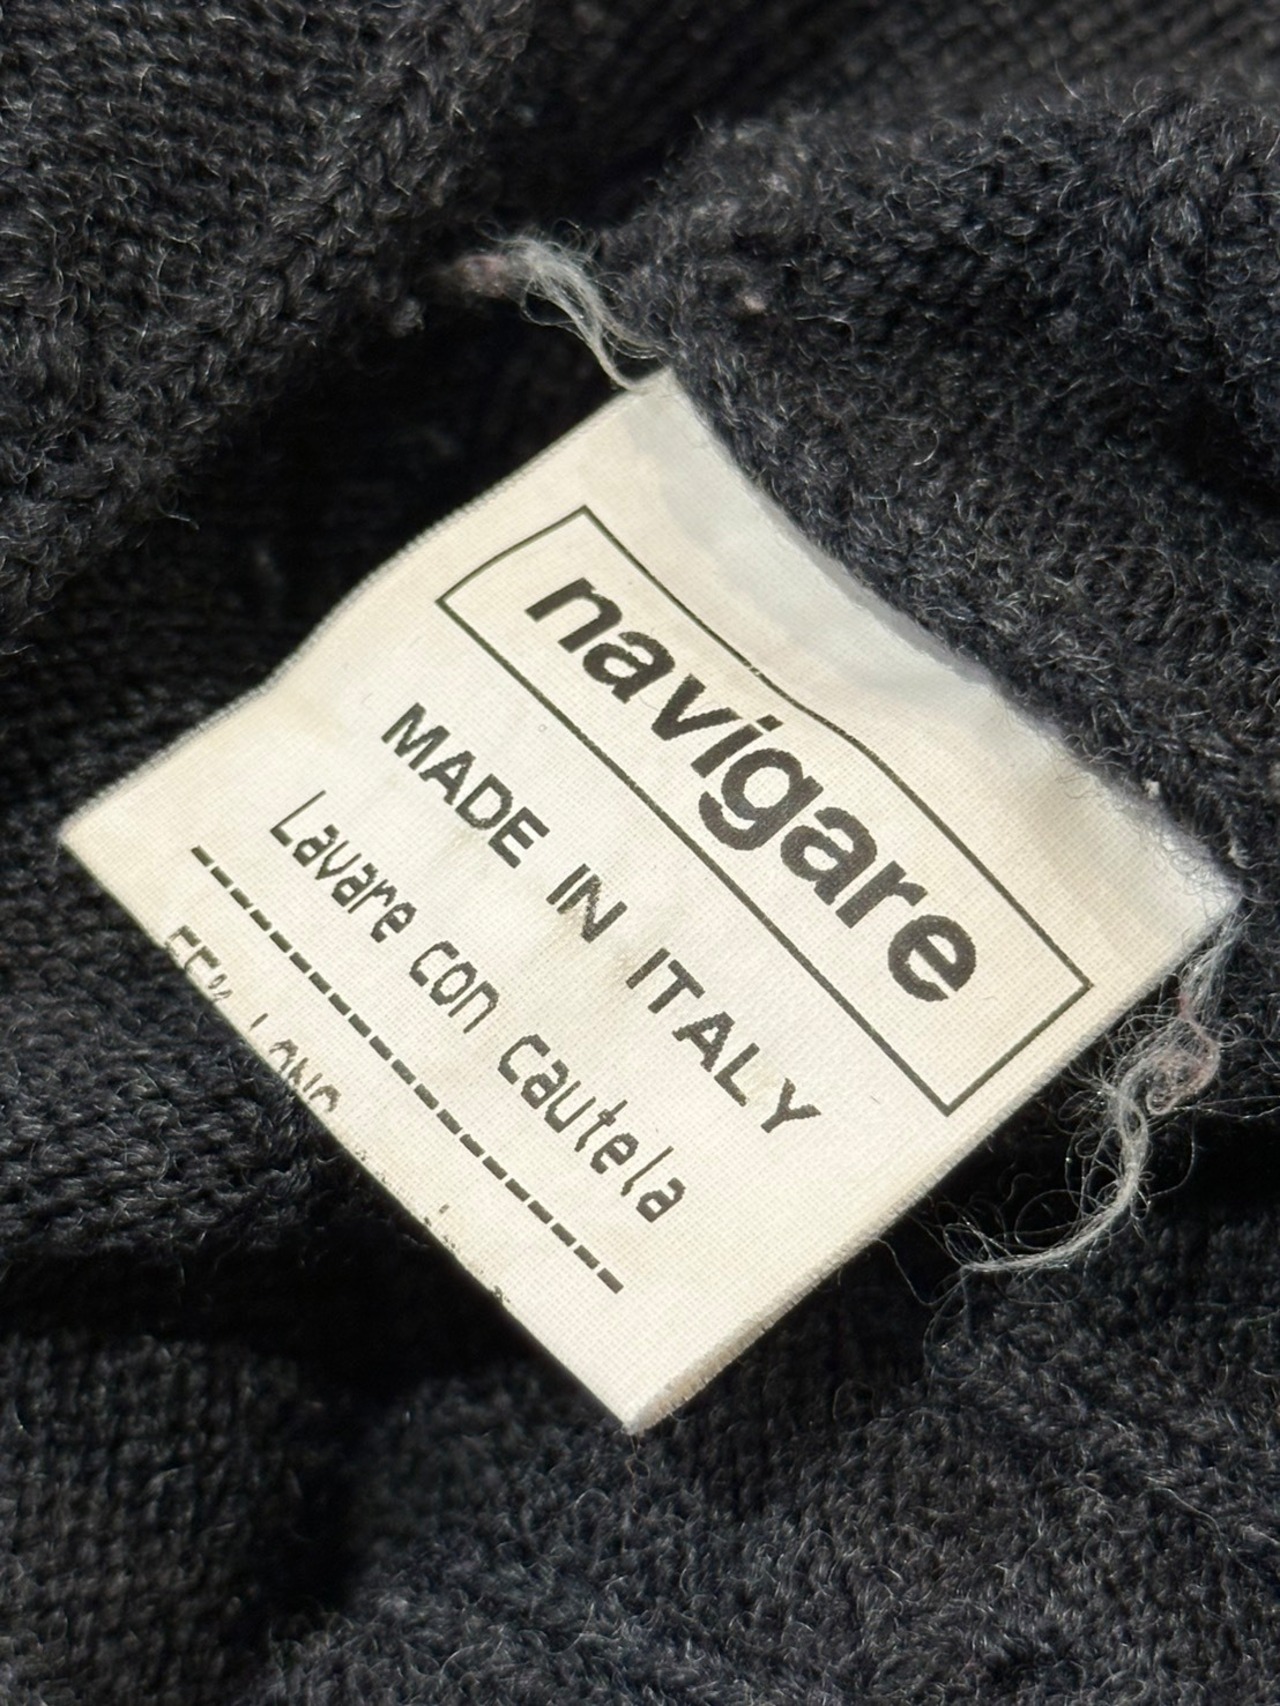 navigare
MADE IN ITALY
Lavare con cautela